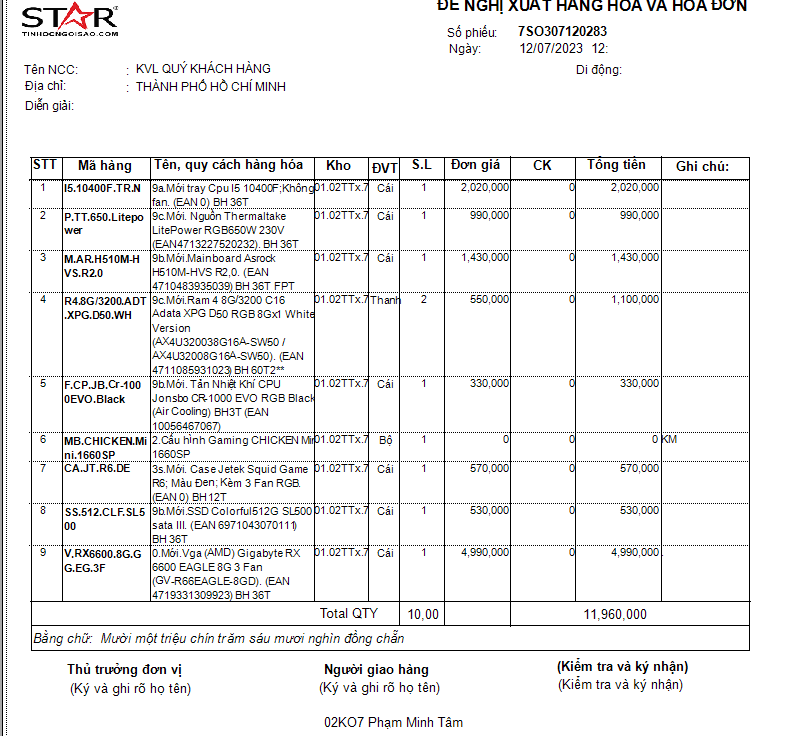 STAR
TINHOCNGOISAO.COM
ĐỀ NGHỊ XUẤT HÀNG HÓA VÀ HÓA ĐƠN
Số phiếu: 7SO307120283
Ngày: 12/07/2023 12:
Tên NCC: : KVL QUÝ KHÁCH HÀNG
Di động:
Địa chỉ: : THÀNH PHỐ HỒ CHÍ MINH
Diễn giải:
STT Mã hàng Tên, quy cách hàng hóa Kho ĐVT S.L Đơn giá CK Tổng tiền Ghi chú:
1 I5.10400F.TR.N 9a.Mới tray Cpu I5 10400F;Không 01.02TTx.7 Cái 1 2,020,000 0 2,020,000
fan. (EAN 0) BH 36T
2 P.TT.650.Litepo 9c.Mới. Nguồn Thermaltake 01.02TTx.7 Cái 1 990,000 0 990,000
wer LitePower RGB650W 230V
(EAN4713227520232). BH 36T
3 M.AR.H510M-H 9b.Mới.Mainboard Asrock 01.02TTx.7 Cái 1 1,430,000 0 1,430,000
VS.R2.0 H510M-HVS R2,0. (EAN
4710483935039) BH 36T FPT
4 R4.8G/3200.ADT 9c.Mới.Ram 4 8G/3200 C16 01.02TTx.7 Thanh 2 550,000 0 1,100,000
.XPG.D50.WH Adata XPG D50 RGB 8Gx1 White
Version
(AX4U320038G16A-SW50 /
AX4U32008G16A-SW50). (EAN
4711085931023) BH 60T2**
5 F.CP.JB.Cr-100 9b.Mới. Tản Nhiệt Khí CPU 01.02TTx.7 Cái 1 330,000 0 330,000
0EVO.Black Jonsbo CR-1000 EVO RGB Black
(Air Cooling) BH3T (EAN
10056467067)
6 MB.CHICKEN.Mi 2.Cấu hình Gaming CHICKEN Mir 01.02TTx.7 Bộ 1 0 0 0 KM
ni.1660SP 1660SP
7 CA.JT.R6.DE 3s.Mới. Case Jetek Squid Game 01.02TTx.7 Cái 1 570,000 0 570,000
R6; Màu Đen; Kèm 3 Fan RGB.
(EAN 0) BH 12T
8 SS.512.CLF.SL5 9b.Mới.SSD Colorful512G SL500 01.02TTx.7 Cái 1 530,000 0 530,000
00 sata III. (EAN 6971043070111)
BH 36T
9 V.RX6600.8G.G 0.Mới.Vga (AMD) Gigabyte RX 01.02TTx.7 Cái 1 4,990,000 0 4,990,000
G.EG.3F 6600 EAGLE 8G 3 Fan
(GV-R66EAGLE-8GD). (EAN
4719331309923) BH 36T
Total QTY 10,00 11,960,000
Bằng chữ: Mười một triệu chín trăm sáu mươi nghìn đồng chẵn
Thủ trưởng đơn vị Người giao hàng (Kiểm tra và ký nhận)
(Ký và ghi rõ họ tên) (Ký và ghi rõ họ tên) (Kiểm tra và ký nhận)
02KO7 Phạm Minh Tâm